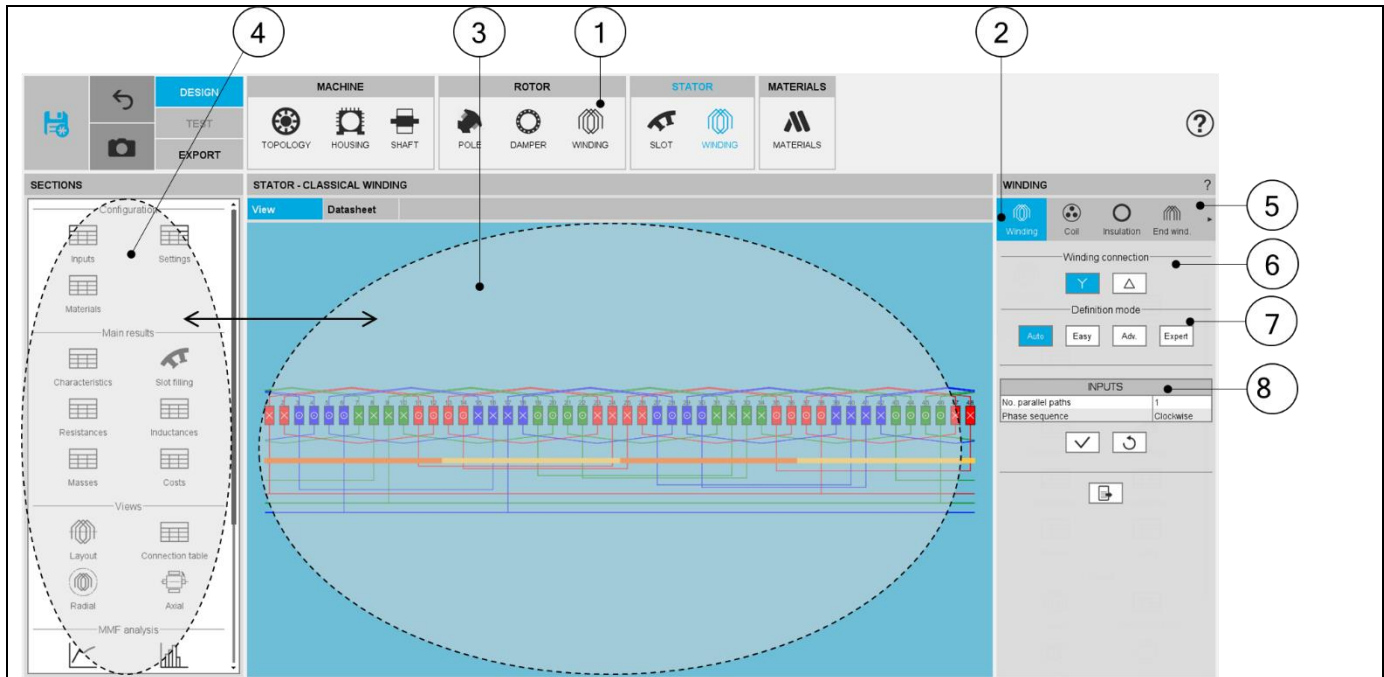 4 3 1 2
DESIGN MACHINE ROTOR STATOR MATERIALS
TEST
EXPORT
TOPOLOGY HOUSING SHAFT POLE DAMPER WINDING SLOT WINDING MATERIALS
?
SECTIONS STATOR - CLASSICAL WINDING WINDING ?
View Datasheet
Winding Coil Insulation End wind.
5
Configuration
Inputs Settings
Materials
Main results
Characteristics Slot filling
Resistances Inductances
Masses Costs
Views
Layout Connection table
Radial Axial
MMF analysis
Winding connection
6
Y Δ
Definition mode
7
Auto Easy Adv. Expert
INPUTS
8
No. parallel paths 1
Phase sequence Clockwise